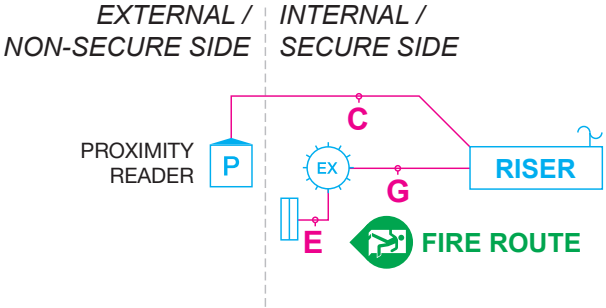 EXTERNAL / INTERNAL /
NON-SECURE SIDE SECURE SIDE
C
PROXIMITY
READER
P
EX
RISER
G
E
FIRE ROUTE